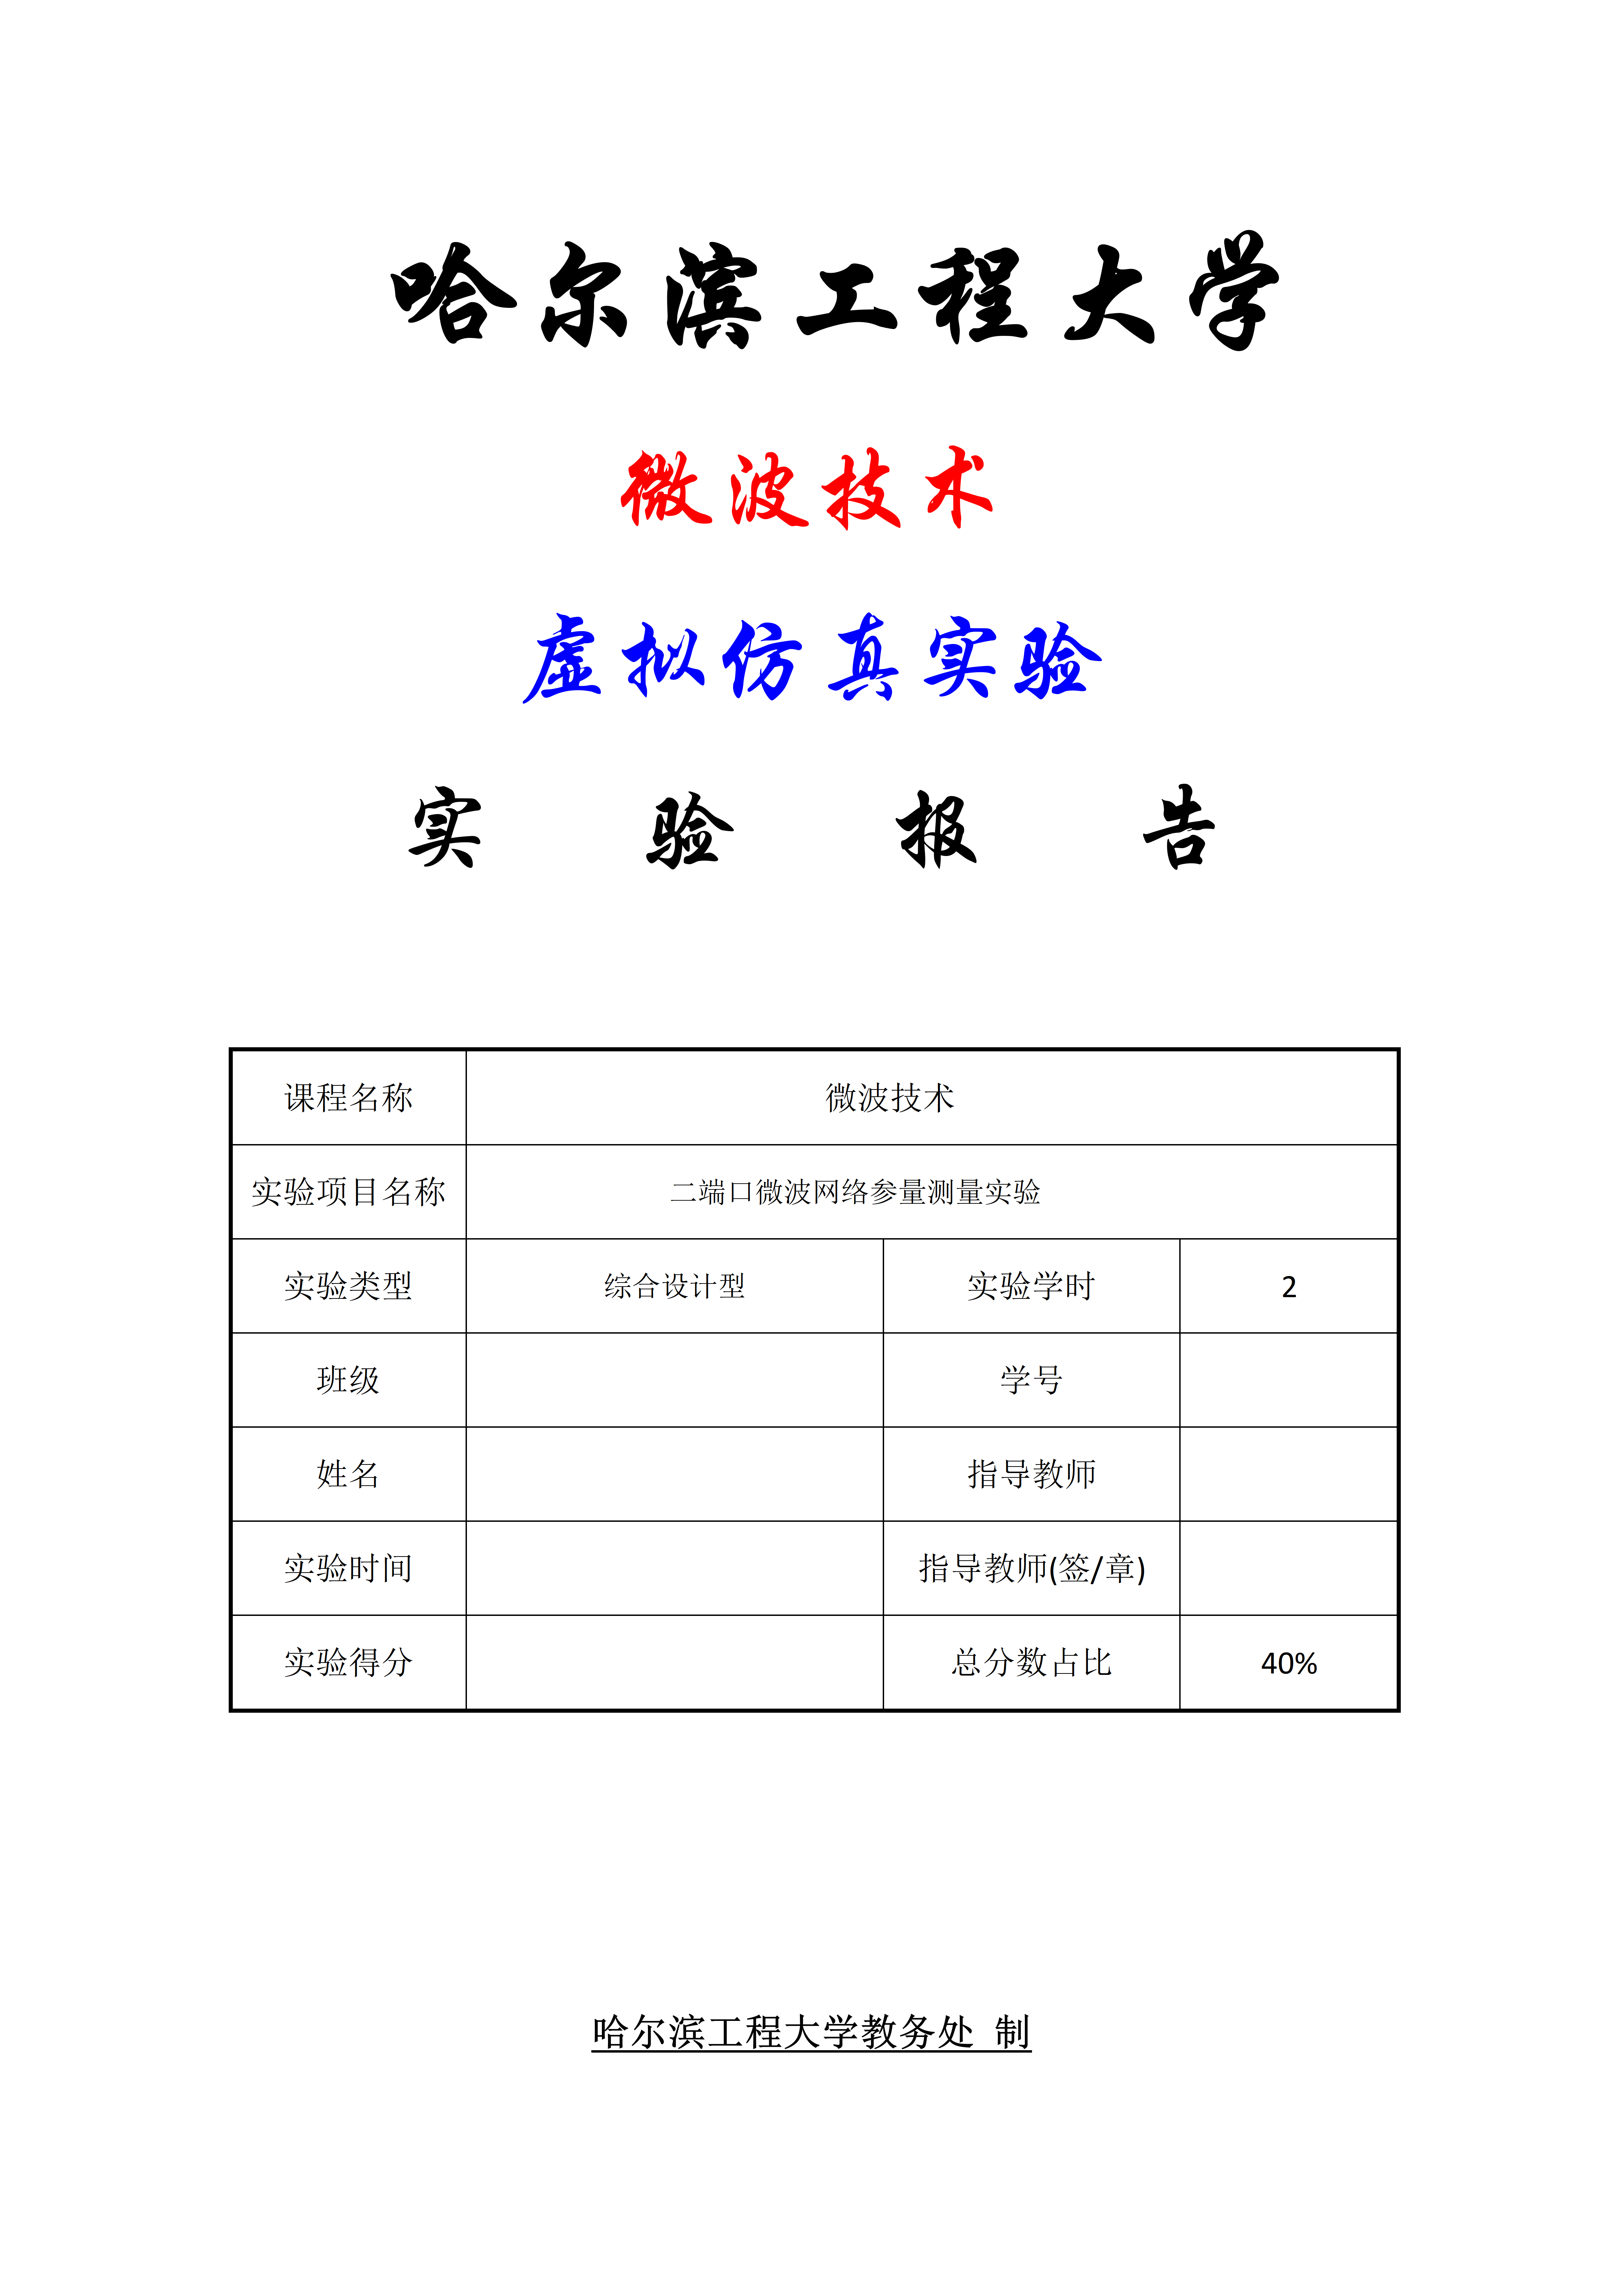 哈尔滨工程大学
微波技术
虚拟仿真实验
实验报告
课程名称 微波技术
实验项目名称 二端口微波网络参量测量实验
实验类型 综合设计型 实验学时 2
班级 学号
姓名 指导教师
实验时间 指导教师(签/章)
实验得分 总分数占比 40%
哈尔滨工程大学教务处 制